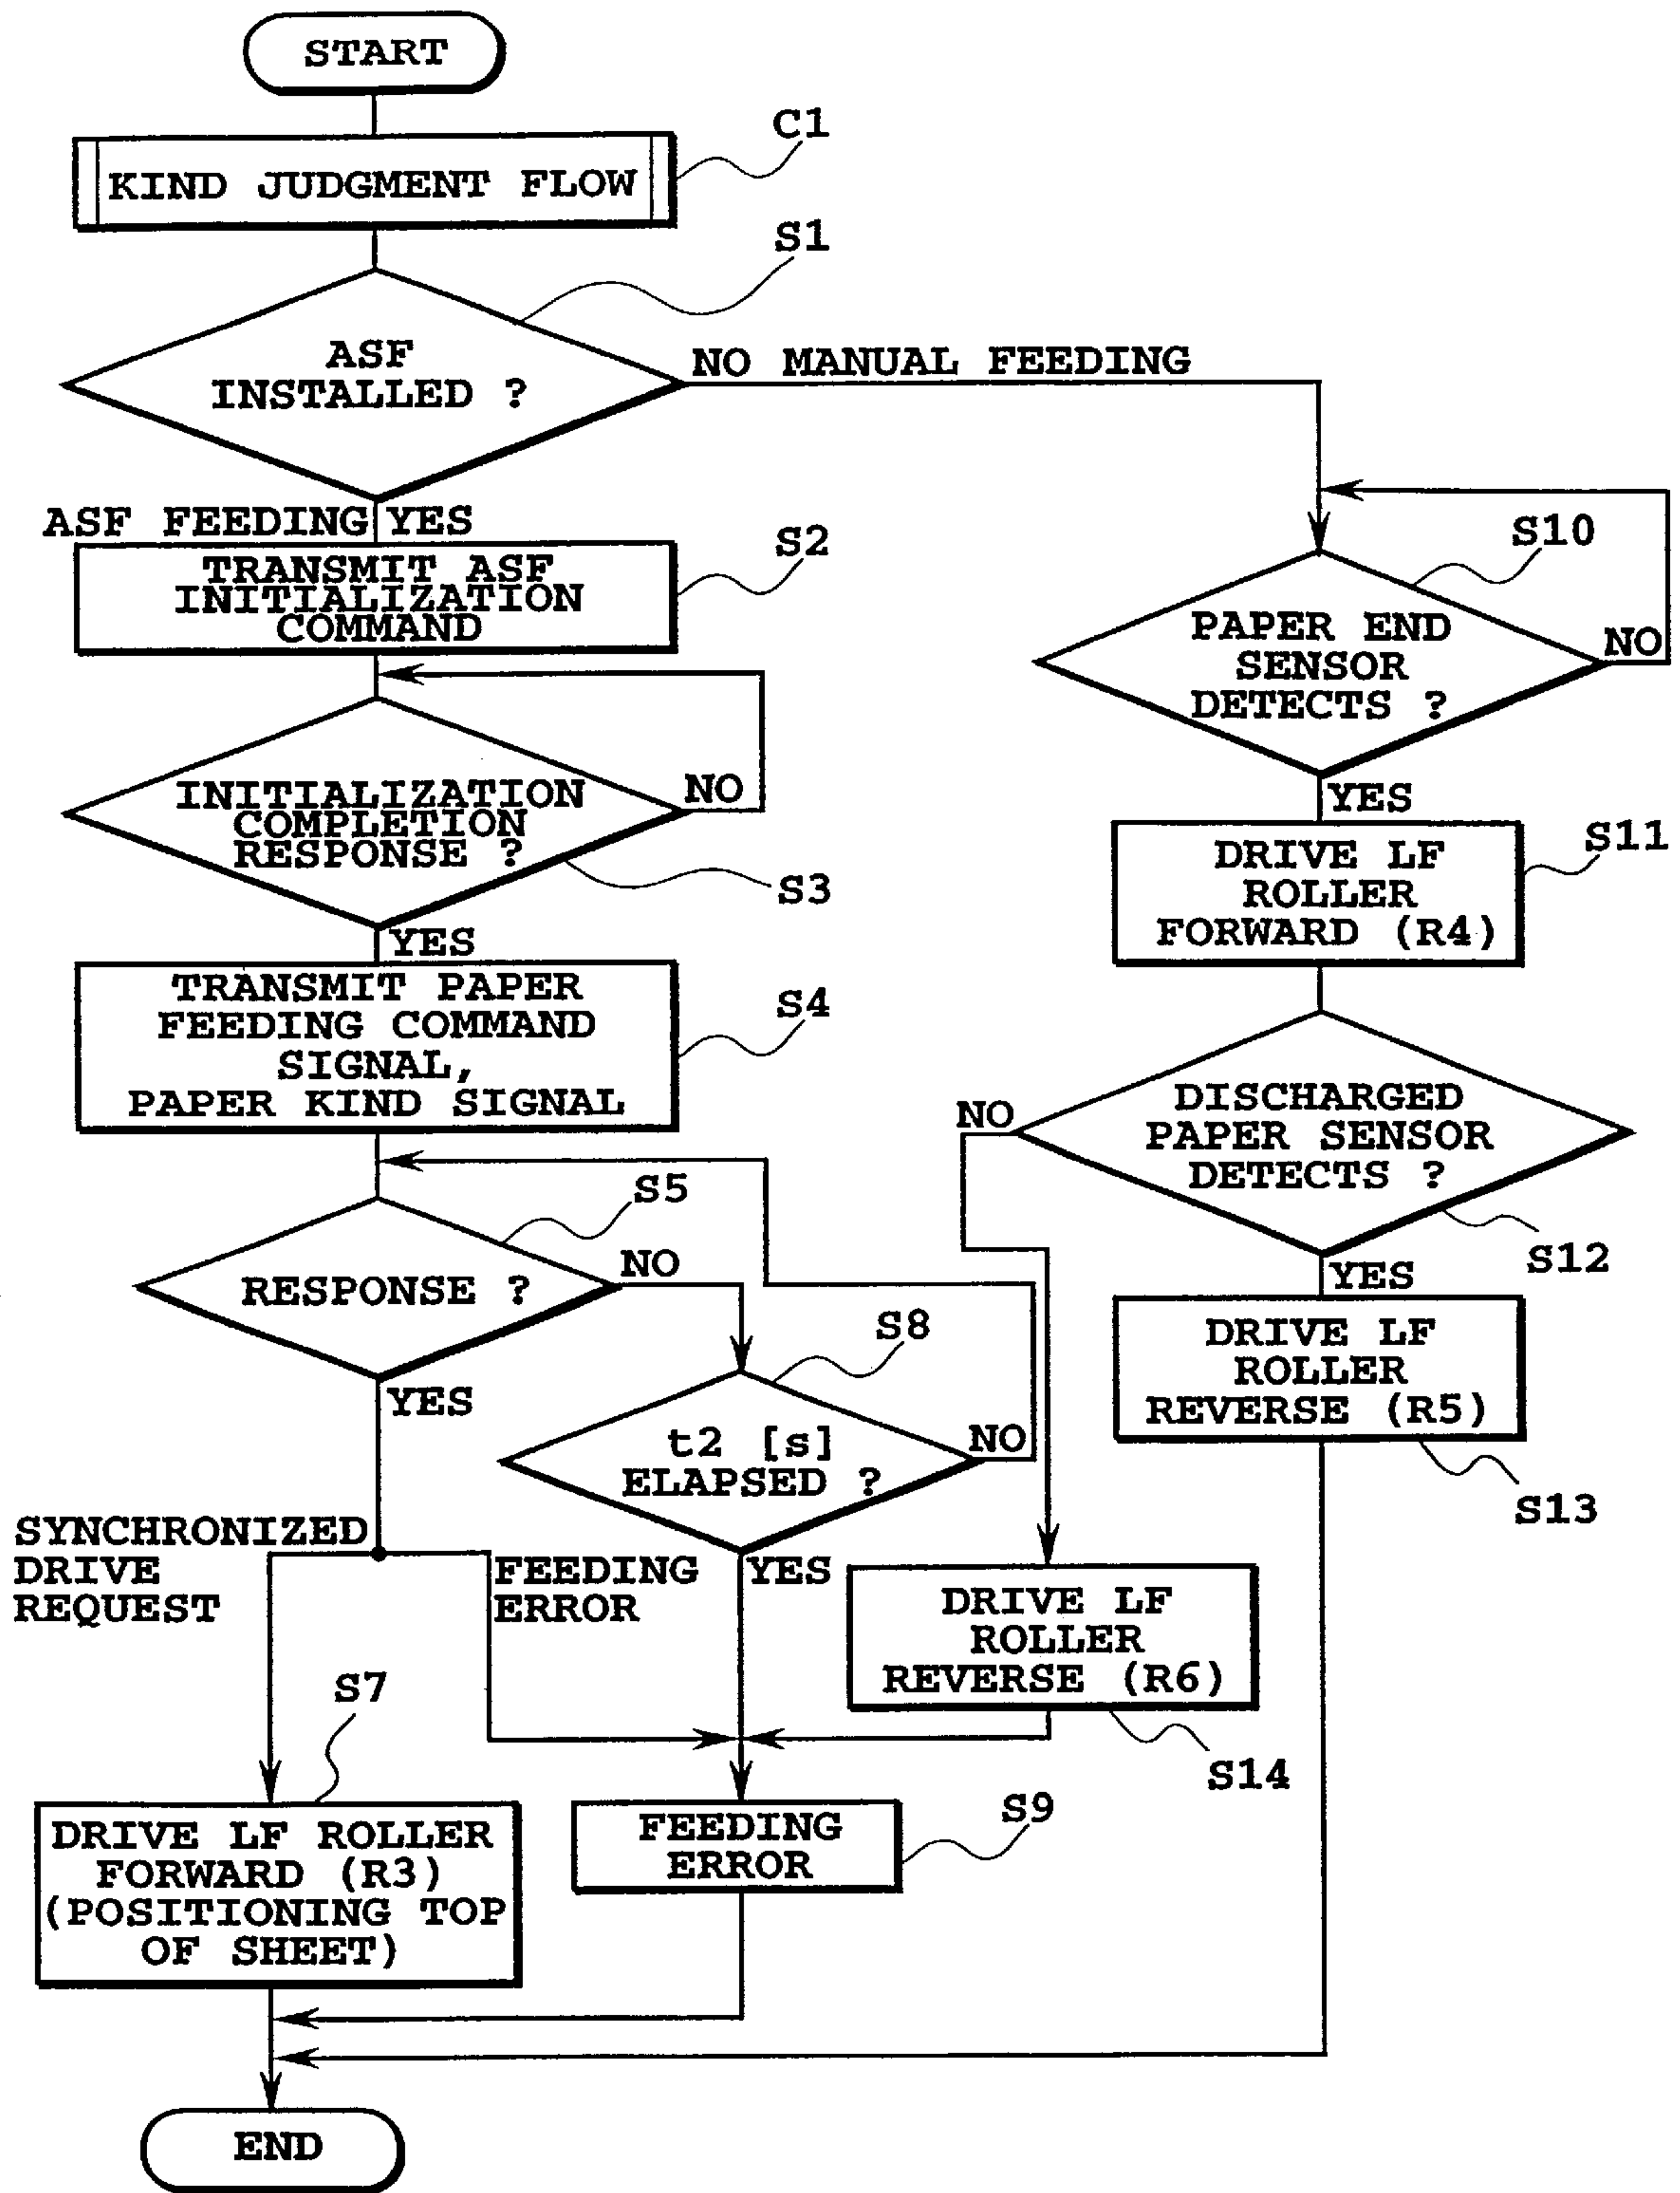 START
C1
KIND JUDGMENT FLOW
S1
ASF
INSTALLED ?
NO MANUAL FEEDING
ASF FEEDING YES
S2
TRANSMIT ASF
INITIALIZATION
COMMAND
INITIALIZATION
COMPLETION
RESPONSE ?
NO
S3
YES
TRANSMIT PAPER
FEEDING COMMAND
SIGNAL,
PAPER KIND SIGNAL
S4
S5
RESPONSE ?
NO
YES
S8
t2 [s]
ELAPSED ?
NO
YES
SYNCHRONIZED
DRIVE
REQUEST
FEEDING
ERROR
S7
DRIVE LF ROLLER
FORWARD (R3)
(POSITIONING TOP
OF SHEET)
FEEDING
ERROR
S9
S10
PAPER END
SENSOR
DETECTS ?
NO
YES
S11
DRIVE LF
ROLLER
FORWARD (R4)
DISCHARGED
PAPER SENSOR
DETECTS ?
NO
S12
YES
DRIVE LF
ROLLER
REVERSE (R5)
S13
DRIVE LF
ROLLER
REVERSE (R6)
S14
END